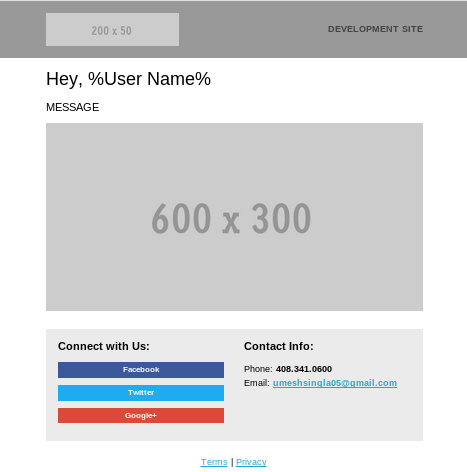 200 x 50
DEVELOPMENT SITE
Hey, %User Name%
MESSAGE
600 x 300
Connect with Us:
Facebook
Twitter
Google+
Contact Info:
Phone: 408.341.0600
Email: umeshsingla05@gmail.com
Terms | Privacy